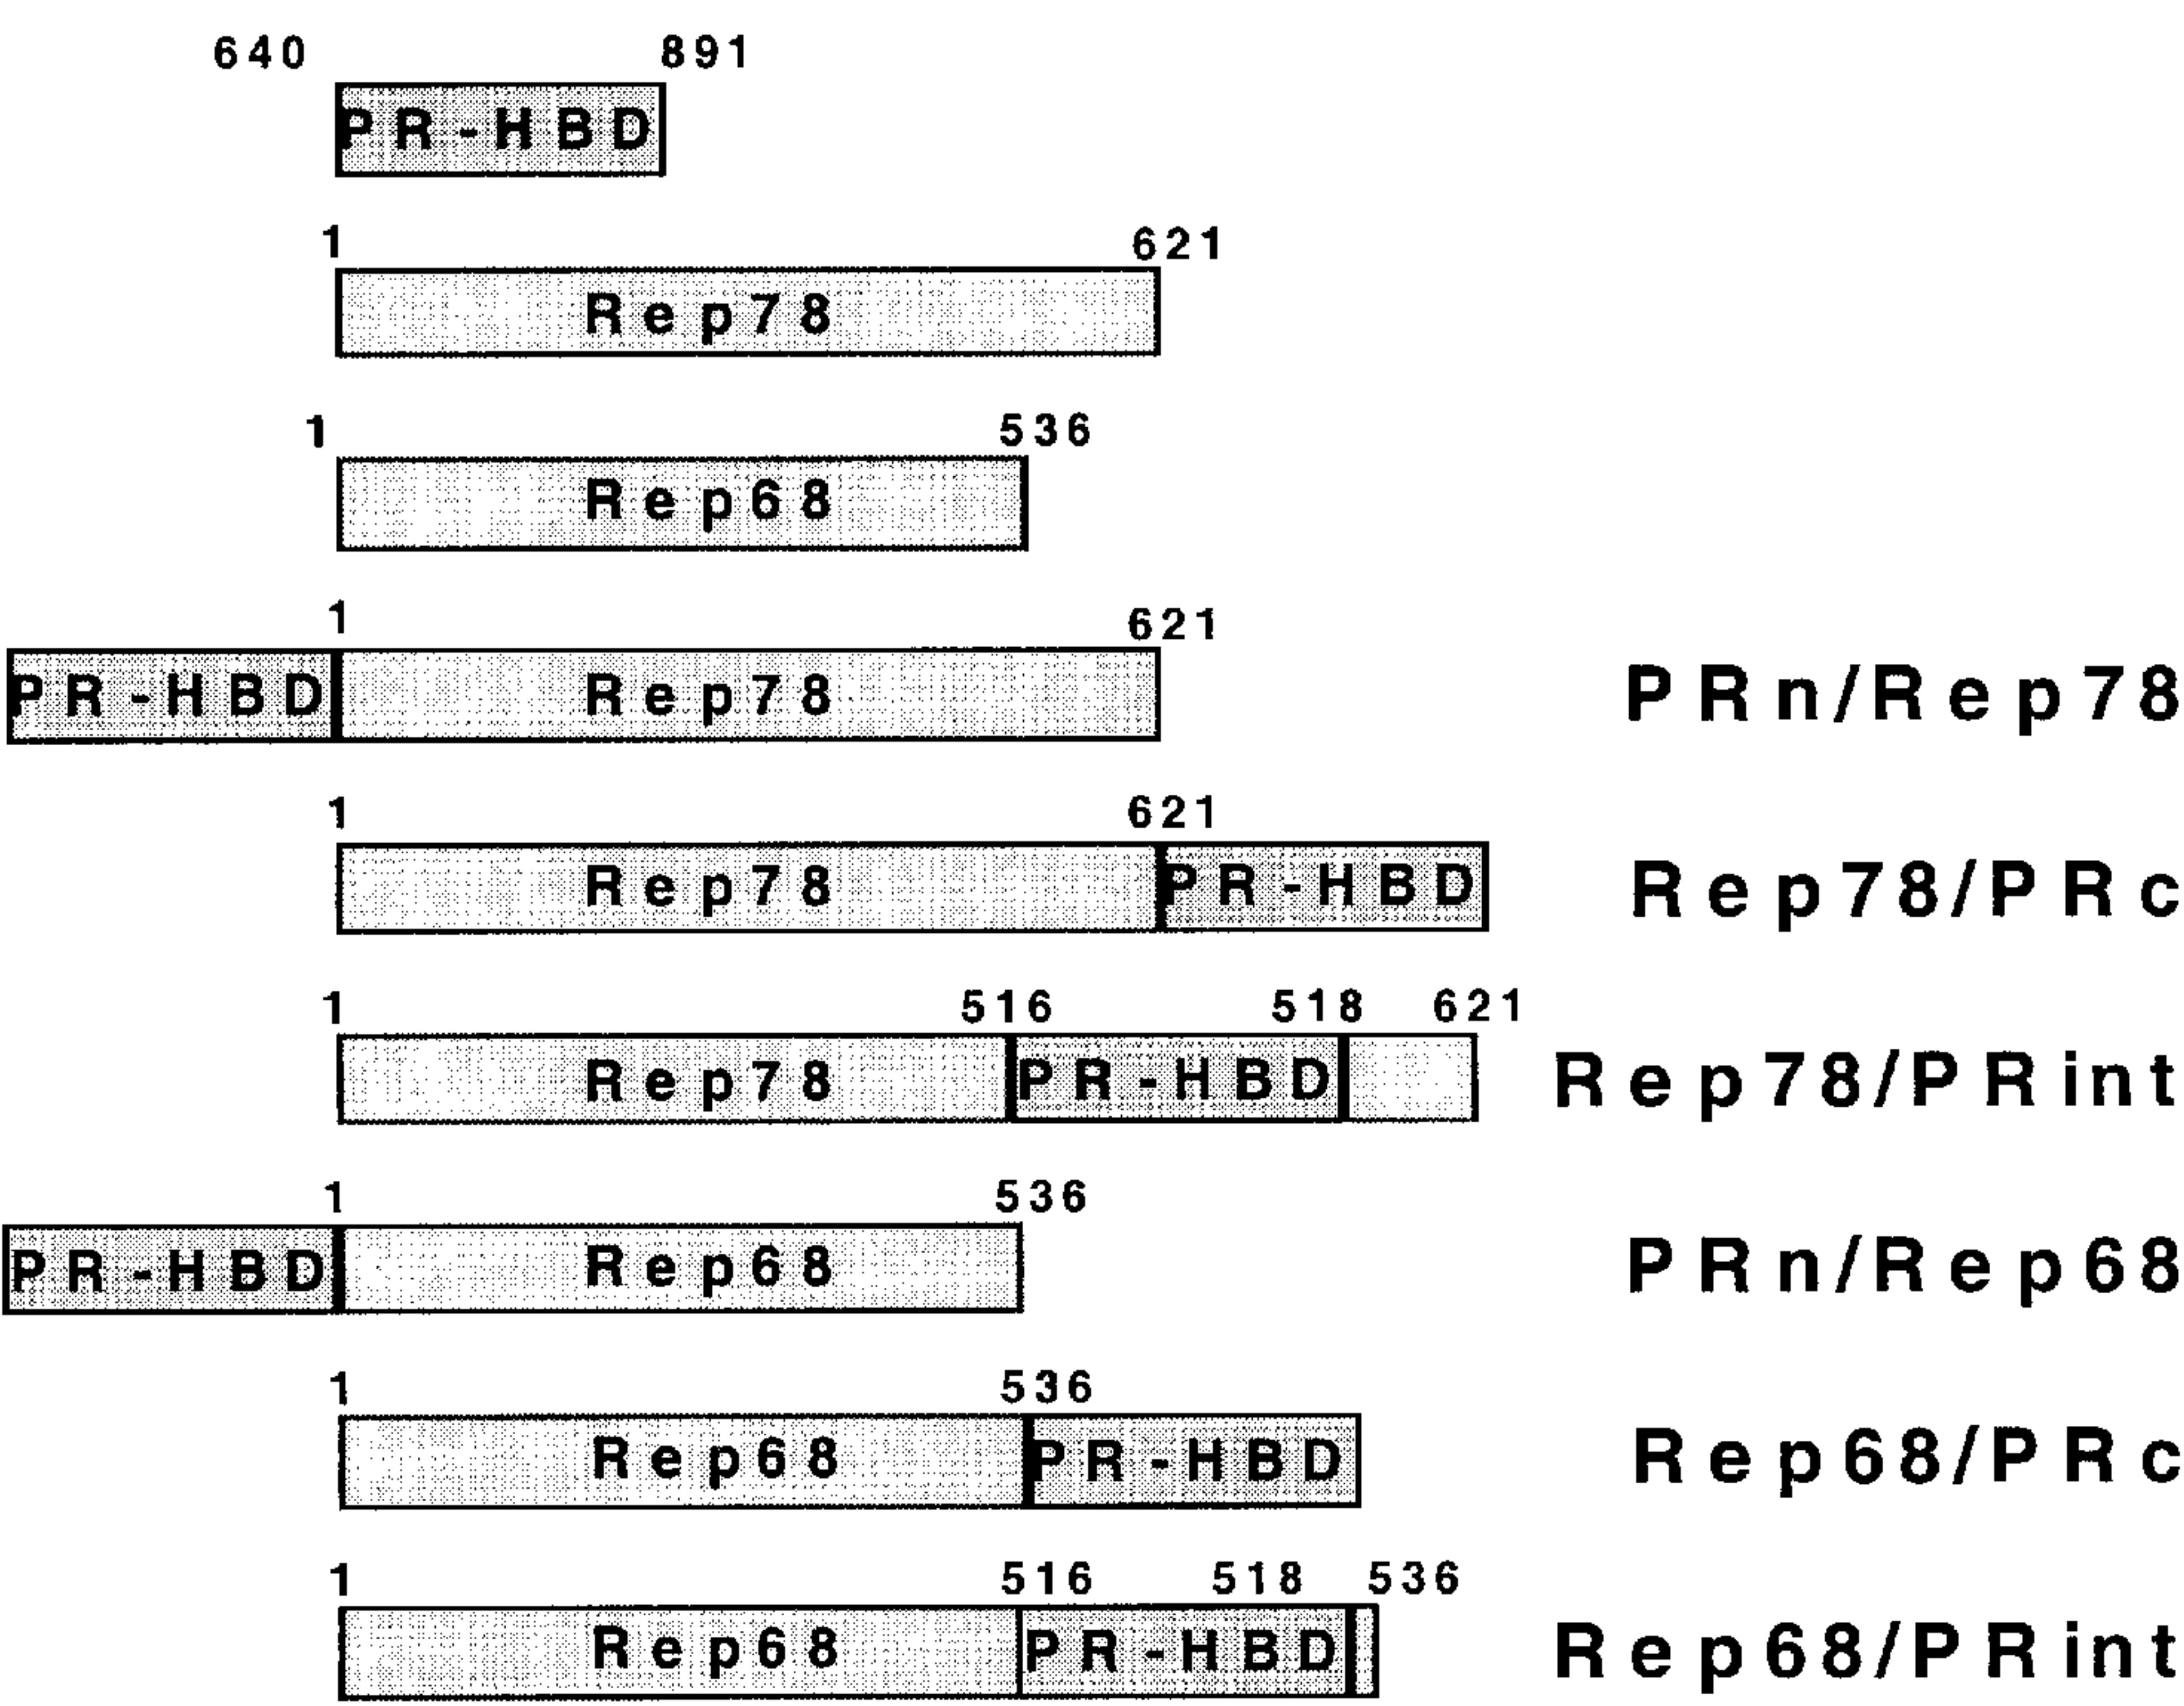 640 891
PR-HBD
1 621
Rep78
1 536
Rep68
1 621
PR-HBD Rep78 PRn/Rep78
1 621
Rep78 PR-HBD Rep78/PRc
1 516 518 621
Rep78 PR-HBD Rep78/PRint
1 536
PR-HBD Rep68 PRn/Rep68
1 536
Rep68 PR-HBD Rep68/PRc
1 516 518 536
Rep68 PR-HBD Rep68/PRint